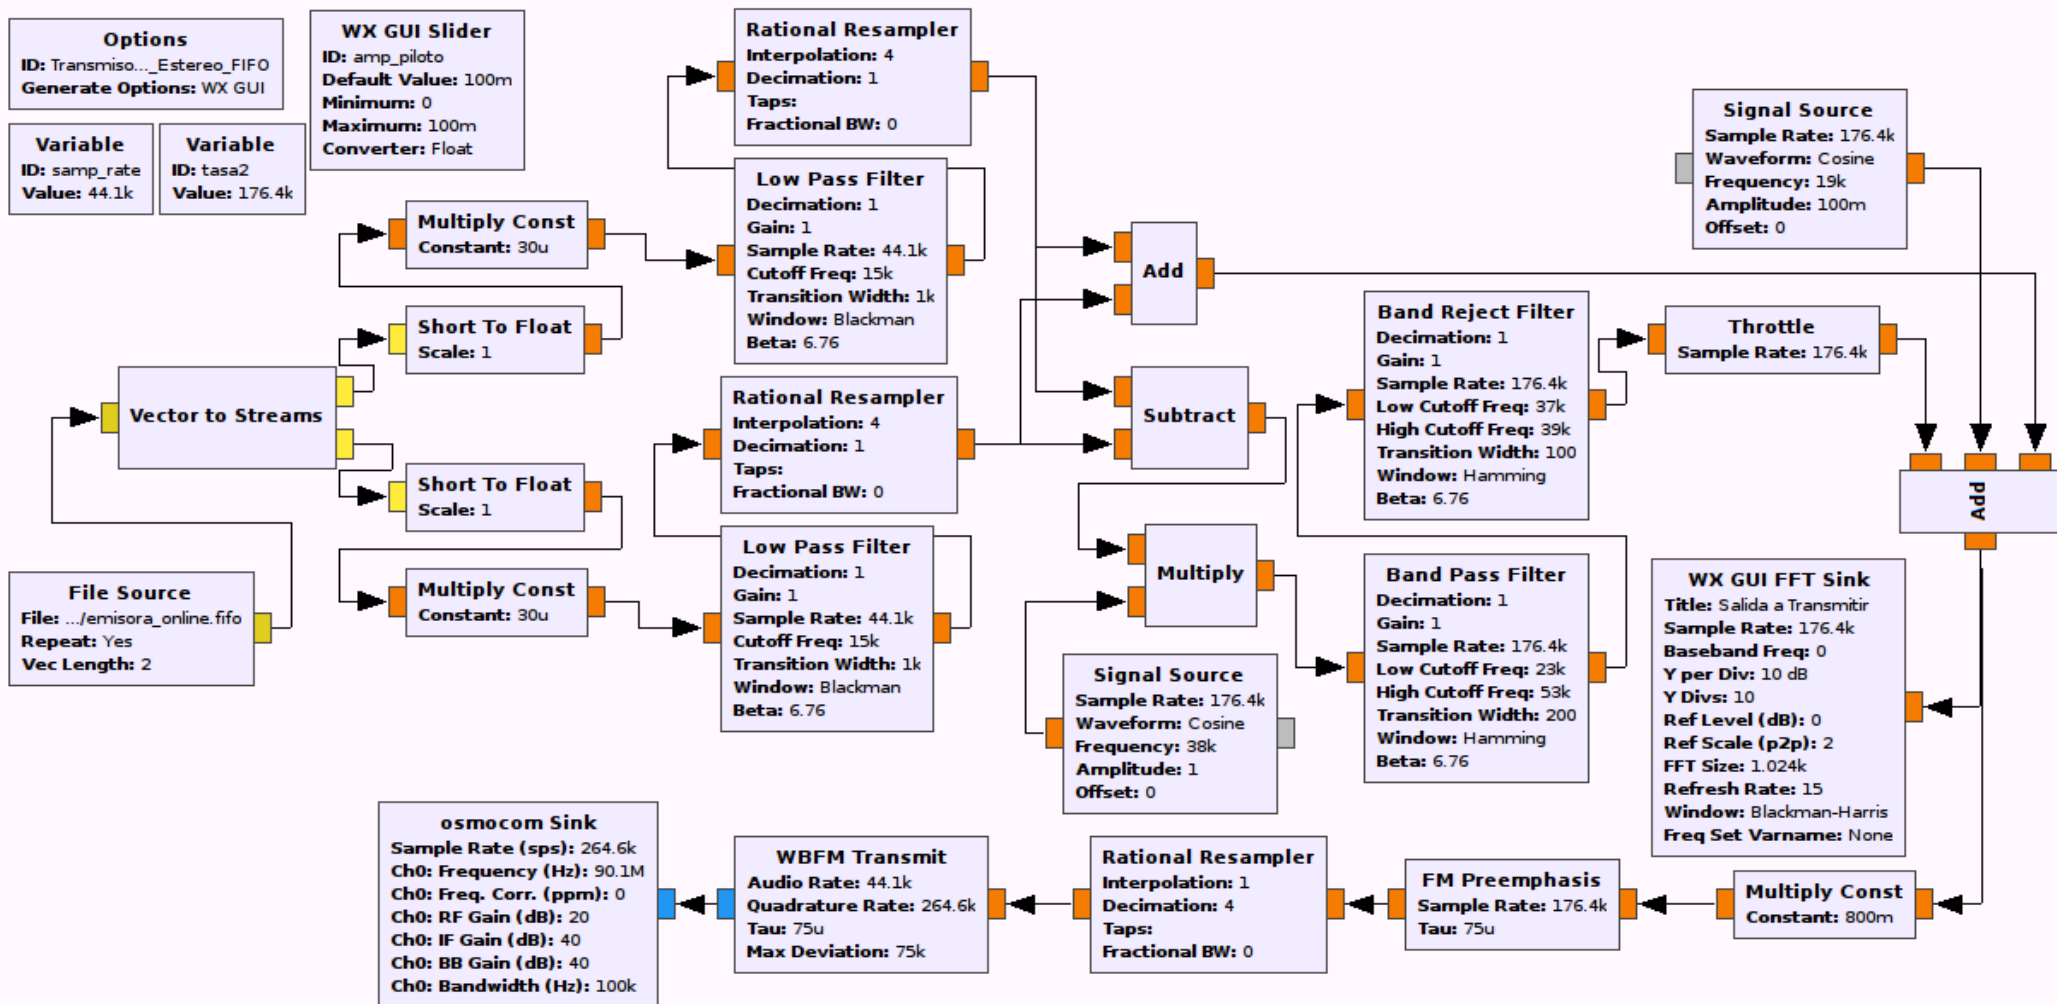 Options
ID: Transmiso..._Estereo_FIFO
Generate Options: WX GUI
Variable
ID: samp_rate
Value: 44.1k
Variable
ID: tasa2
Value: 176.4k
WX GUI Slider
ID: amp_piloto
Default Value: 100m
Minimum: 0
Maximum: 100m
Converter: Float
Rational Resampler
Interpolation: 4
Decimation: 1
Taps:
Fractional BW: 0
Low Pass Filter
Decimation: 1
Gain: 1
Sample Rate: 44.1k
Cutoff Freq: 15k
Transition Width: 1k
Window: Blackman
Beta: 6.76
Multiply Const
Constant: 30u
Short To Float
Scale: 1
Vector to Streams
Short To Float
Scale: 1
Multiply Const
Constant: 30u
File Source
File: .../emisora_online.fifo
Repeat: Yes
Vec Length: 2
Rational Resampler
Interpolation: 4
Decimation: 1
Taps:
Fractional BW: 0
Low Pass Filter
Decimation: 1
Gain: 1
Sample Rate: 44.1k
Cutoff Freq: 15k
Transition Width: 1k
Window: Blackman
Beta: 6.76
Add
Subtract
Multiply
Signal Source
Sample Rate: 176.4k
Waveform: Cosine
Frequency: 38k
Amplitude: 1
Offset: 0
Band Reject Filter
Decimation: 1
Gain: 1
Sample Rate: 176.4k
Low Cutoff Freq: 37k
High Cutoff Freq: 39k
Transition Width: 100
Window: Hamming
Beta: 6.76
Band Pass Filter
Decimation: 1
Gain: 1
Sample Rate: 176.4k
Low Cutoff Freq: 23k
High Cutoff Freq: 53k
Transition Width: 200
Window: Hamming
Beta: 6.76
Signal Source
Sample Rate: 176.4k
Waveform: Cosine
Frequency: 19k
Amplitude: 100m
Offset: 0
Throttle
Sample Rate: 176.4k
Add
WX GUI FFT Sink
Title: Salida a Transmitir
Sample Rate: 176.4k
Baseband Freq: 0
Y per Div: 10 dB
Y Divs: 10
Ref Level (dB): 0
Ref Scale (p2p): 2
FFT Size: 1.024k
Refresh Rate: 15
Window: Blackman-Harris
Freq Set Varname: None
Multiply Const
Constant: 800m
FM Preemphasis
Sample Rate: 176.4k
Tau: 75u
Rational Resampler
Interpolation: 1
Decimation: 4
Taps:
Fractional BW: 0
WBFM Transmit
Audio Rate: 44.1k
Quadrature Rate: 264.6k
Tau: 75u
Max Deviation: 75k
osmocom Sink
Sample Rate (sps): 264.6k
Ch0: Frequency (Hz): 90.1M
Ch0: Freq. Corr. (ppm): 0
Ch0: RF Gain (dB): 20
Ch0: IF Gain (dB): 40
Ch0: BB Gain (dB): 40
Ch0: Bandwidth (Hz): 100k